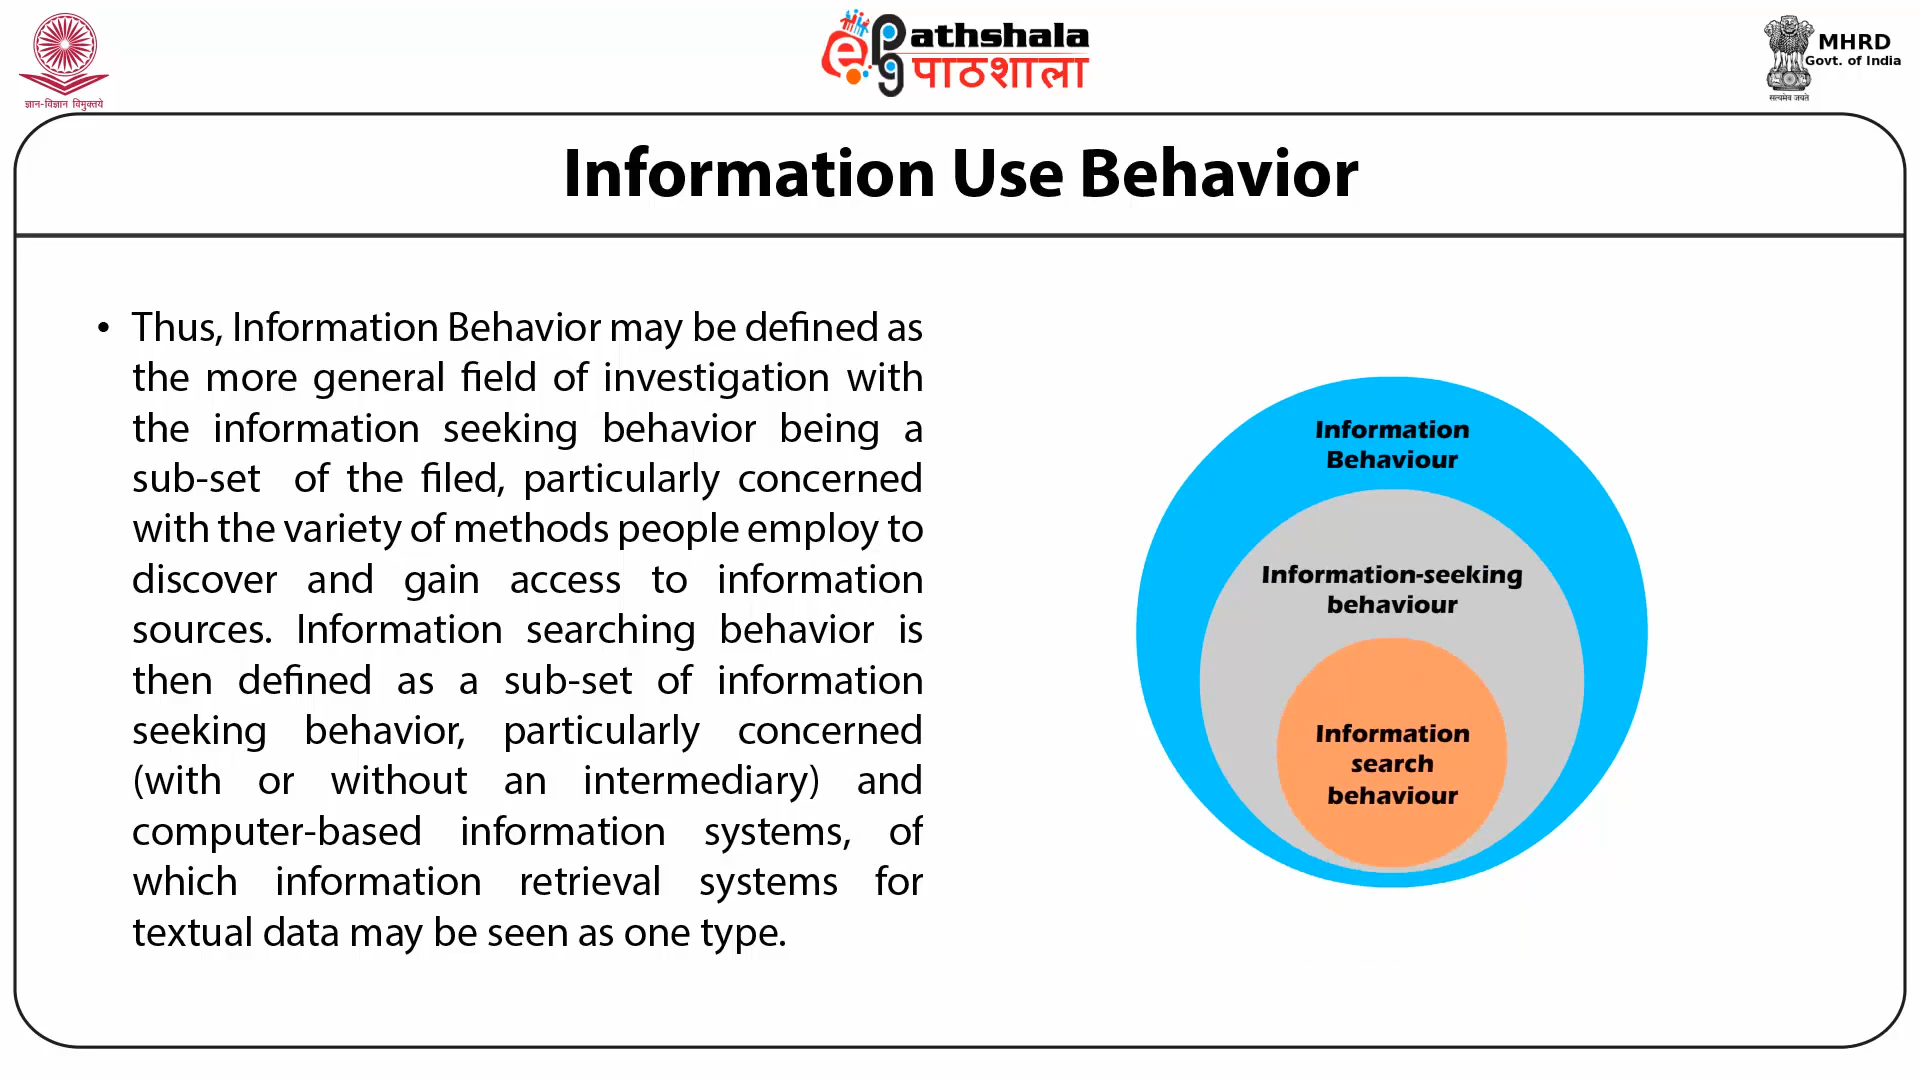 ज्ञान-विज्ञान विमुक्तये
ePG athshala
पाठशाला
MHRD
Govt. of India
सत्यमेव जयते
Information Use Behavior
• Thus, Information Behavior may be defined as
the more general field of investigation with
the information seeking behavior being a
sub-set of the filed, particularly concerned
with the variety of methods people employ to
discover and gain access to information
sources. Information searching behavior is
then defined as a sub-set of information
seeking behavior, particularly concerned
(with or without an intermediary) and
computer-based information systems, of
which information retrieval systems for
textual data may be seen as one type.
Information
Behaviour
Information-seeking
behaviour
Information
search
behaviour